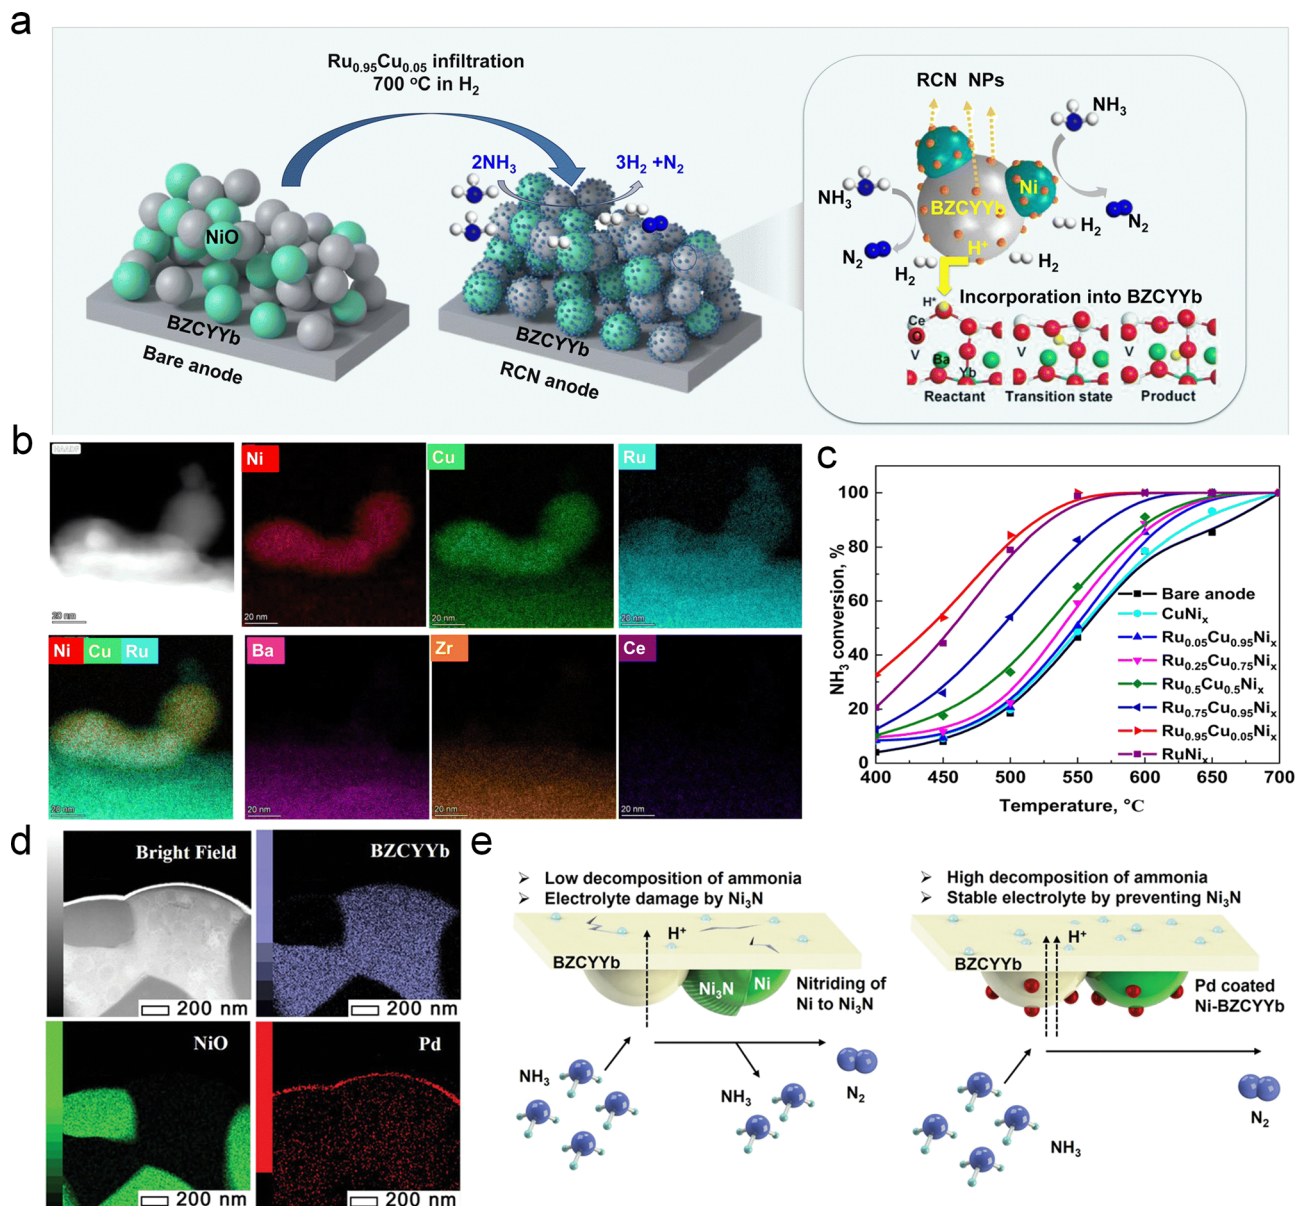 a
Ru0.95Cu0.05 infiltration
700 oC in H2
2NH3
3H2 +N2
NiO
BZCYYb
Bare anode
BZCYYb
RCN anode
RCN NPs
NH3
NH3
Ni
BZCYYb
H+
N2
H2
N2
H2
H2
Incorporation into BZCYYb
H*
Ce
O
V
Ba
Yb
V
V
Reactant
Transition state
Product
b
HAADF
20 nm
Ni
20 nm
Cu
20 nm
Ru
20 nm
Ni Cu Ru
20 nm
Ba
20 nm
Zr
20 nm
Ce
20 nm
c
NH3 conversion, %
100
80
60
40
20
0
400 450 500 550 600 650 700
Temperature, °C
Bare anode
CuNix
Ru0.05Cu0.95Nix
Ru0.25Cu0.75Nix
Ru0.5Cu0.5Nix
Ru0.75Cu0.95Nix
Ru0.95Cu0.05Nix
RuNix
d
Bright Field
200 nm
BZCYYb
200 nm
NiO
200 nm
Pd
200 nm
e
➢ Low decomposition of ammonia
➢ Electrolyte damage by Ni3N
H+
BZCYYb
Ni3N
Ni
Nitriding of
Ni to Ni3N
NH3
NH3
N2
➢ High decomposition of ammonia
➢ Stable electrolyte by preventing Ni3N
H+
BZCYYb
Pd coated
Ni-BZCYYb
NH3
N2